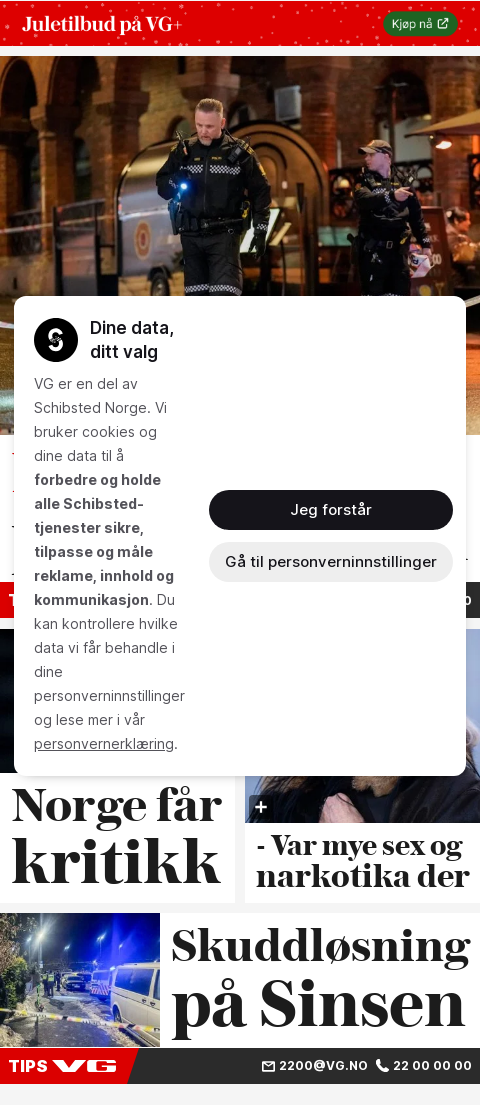 Juletilbud på VG+
Kjøp nå
Dine data,
ditt valg
VG er en del av
Schibsted Norge. Vi
bruker cookies og
dine data til å
forbedre og holde
alle Schibsted-
tjenester sikre,
tilpasse og måle
reklame, innhold og
kommunikasjon. Du
kan kontrollere hvilke
data vi får behandle i
dine
personverninnstillinger
og lese mer i vår
personvernerklæring.
Jeg forstår
Gå til personverninnstillinger
Norge får
kritikk
- Var mye sex og
narkotika der
Skuddløsning
på Sinsen
TIPS VG
2200@VG.NO
22 00 00 00